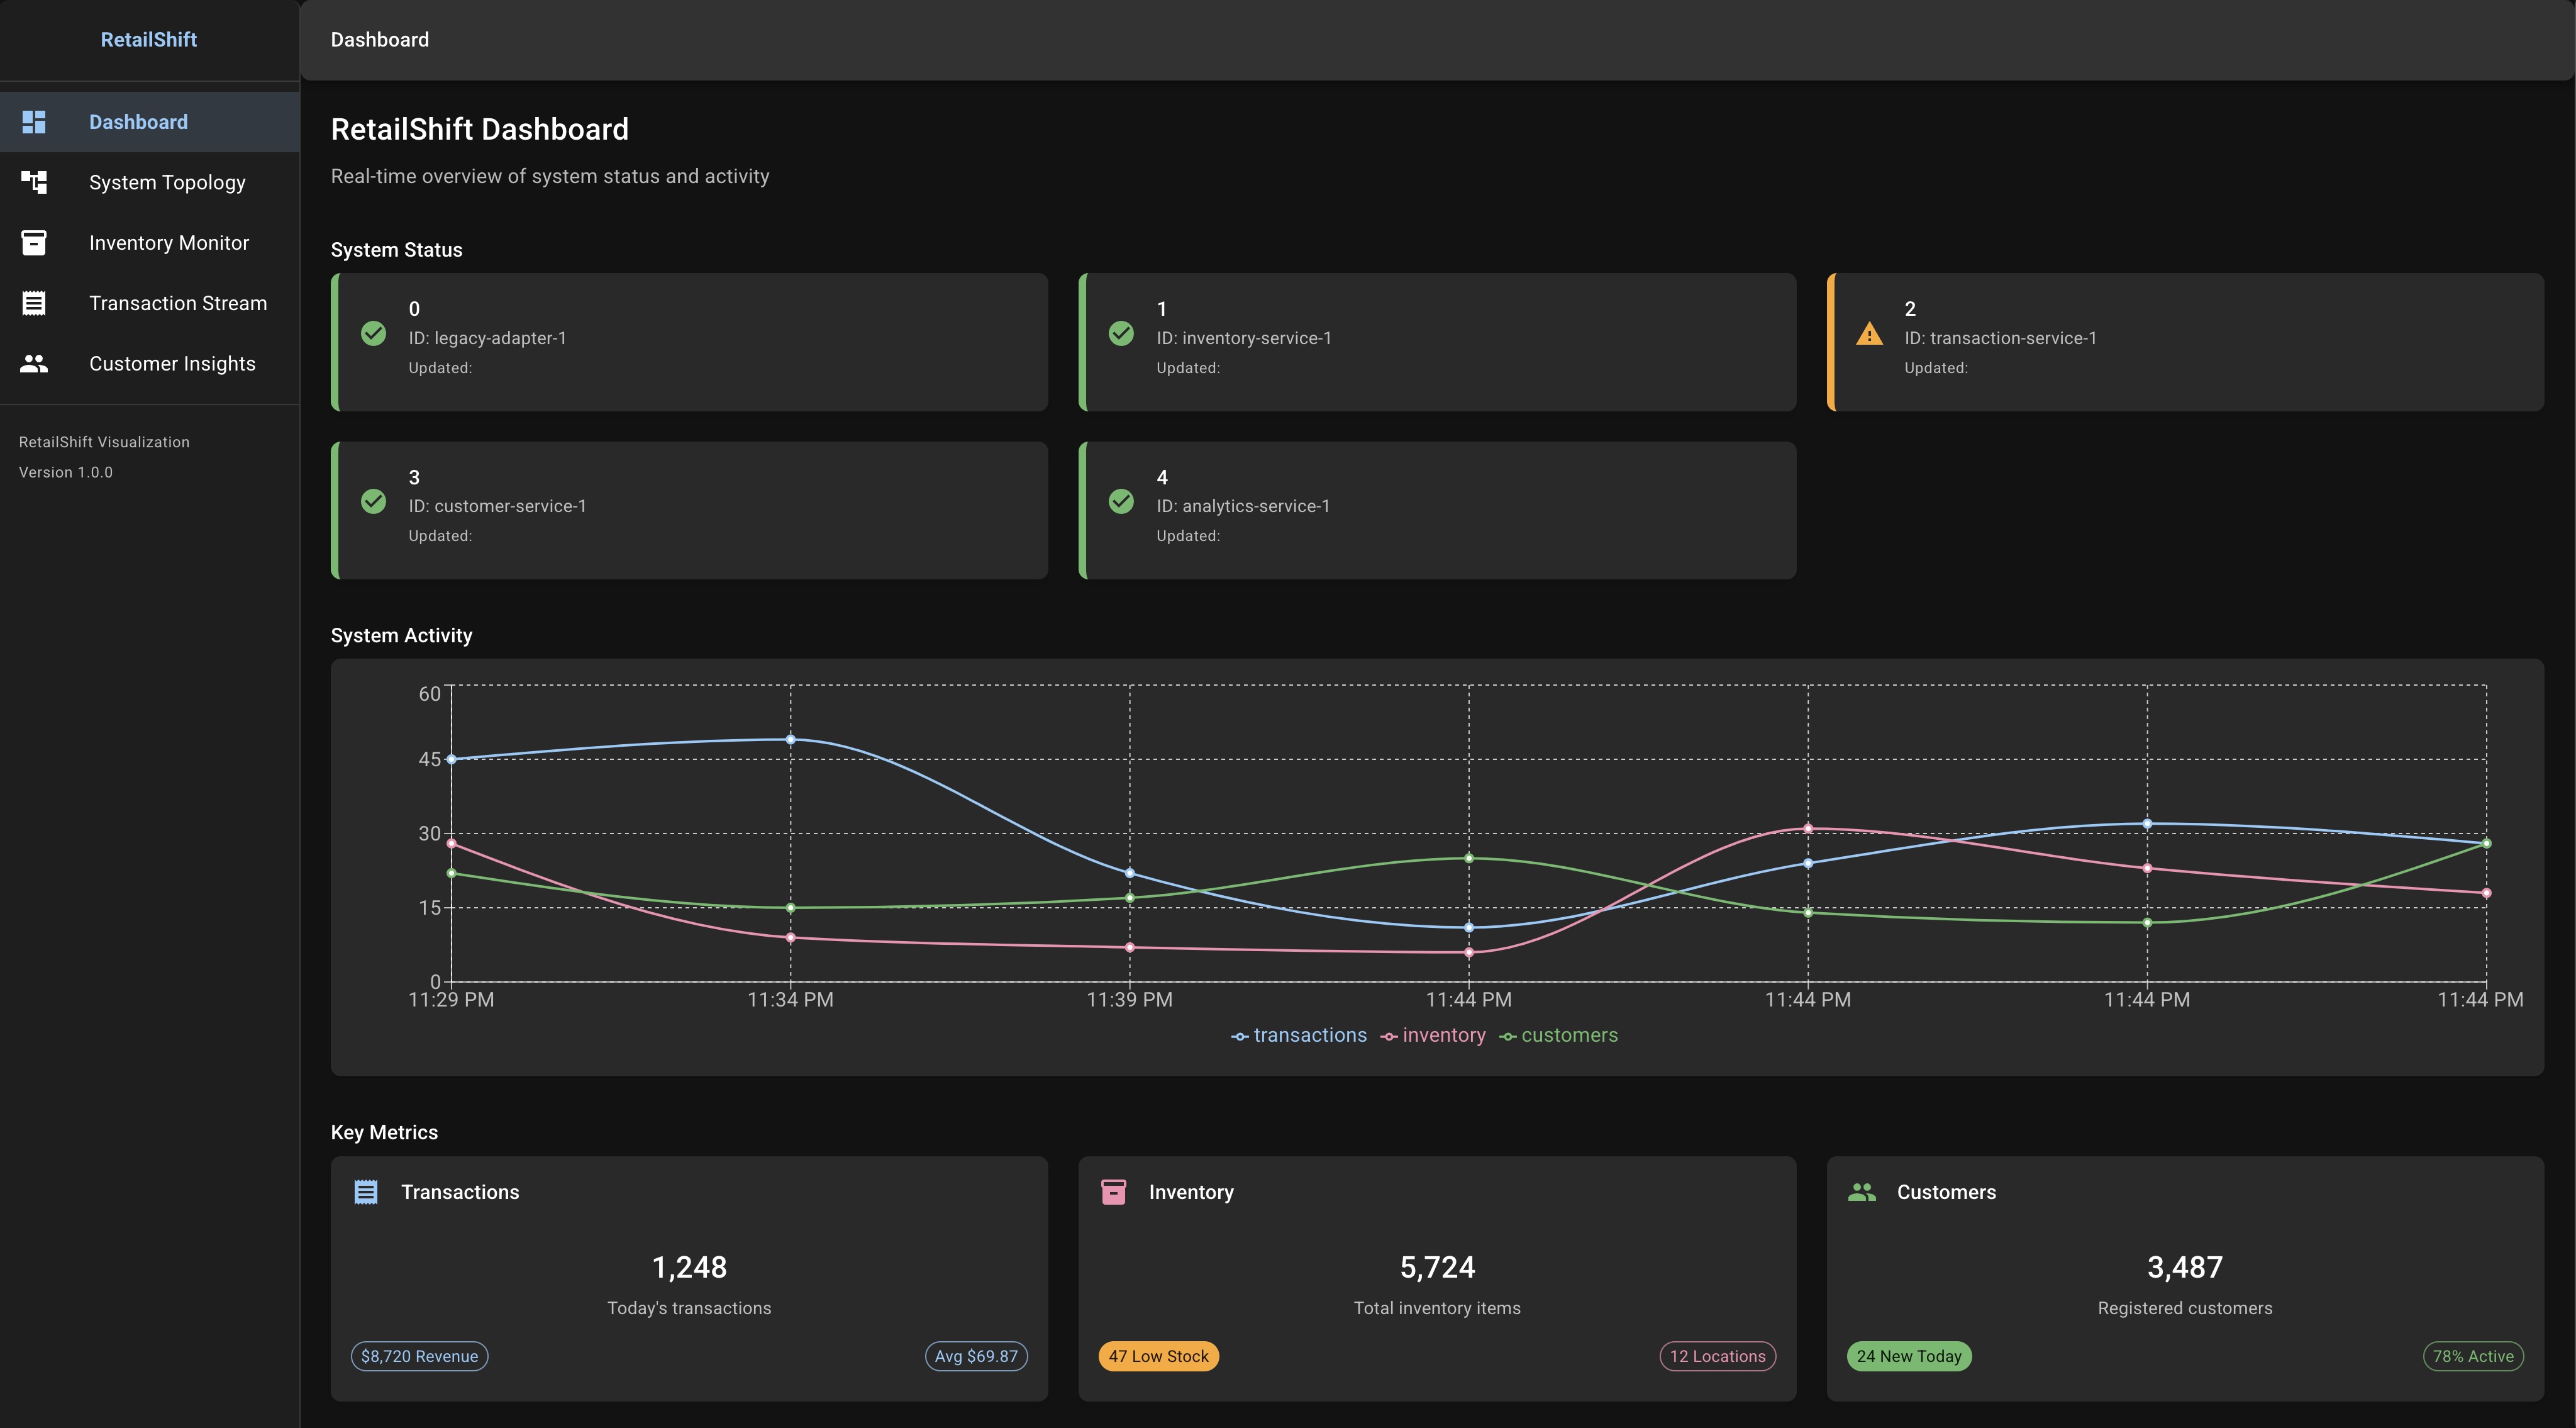 RetailShift
Dashboard
Dashboard
System Topology
Inventory Monitor
Transaction Stream
Customer Insights
RetailShift Visualization
Version 1.0.0
RetailShift Dashboard
Real-time overview of system status and activity
System Status
0
ID: legacy-adapter-1
Updated:
1
ID: inventory-service-1
Updated:
2
ID: transaction-service-1
Updated:
3
ID: customer-service-1
Updated:
4
ID: analytics-service-1
Updated:
System Activity
60
45
30
15
0
11:29 PM 11:34 PM 11:39 PM 11:44 PM 11:44 PM 11:44 PM 11:44 PM
transactions inventory customers
Key Metrics
Transactions
1,248
Today's transactions
$8,720 Revenue Avg $69.87
Inventory
5,724
Total inventory items
47 Low Stock 12 Locations
Customers
3,487
Registered customers
24 New Today 78% Active